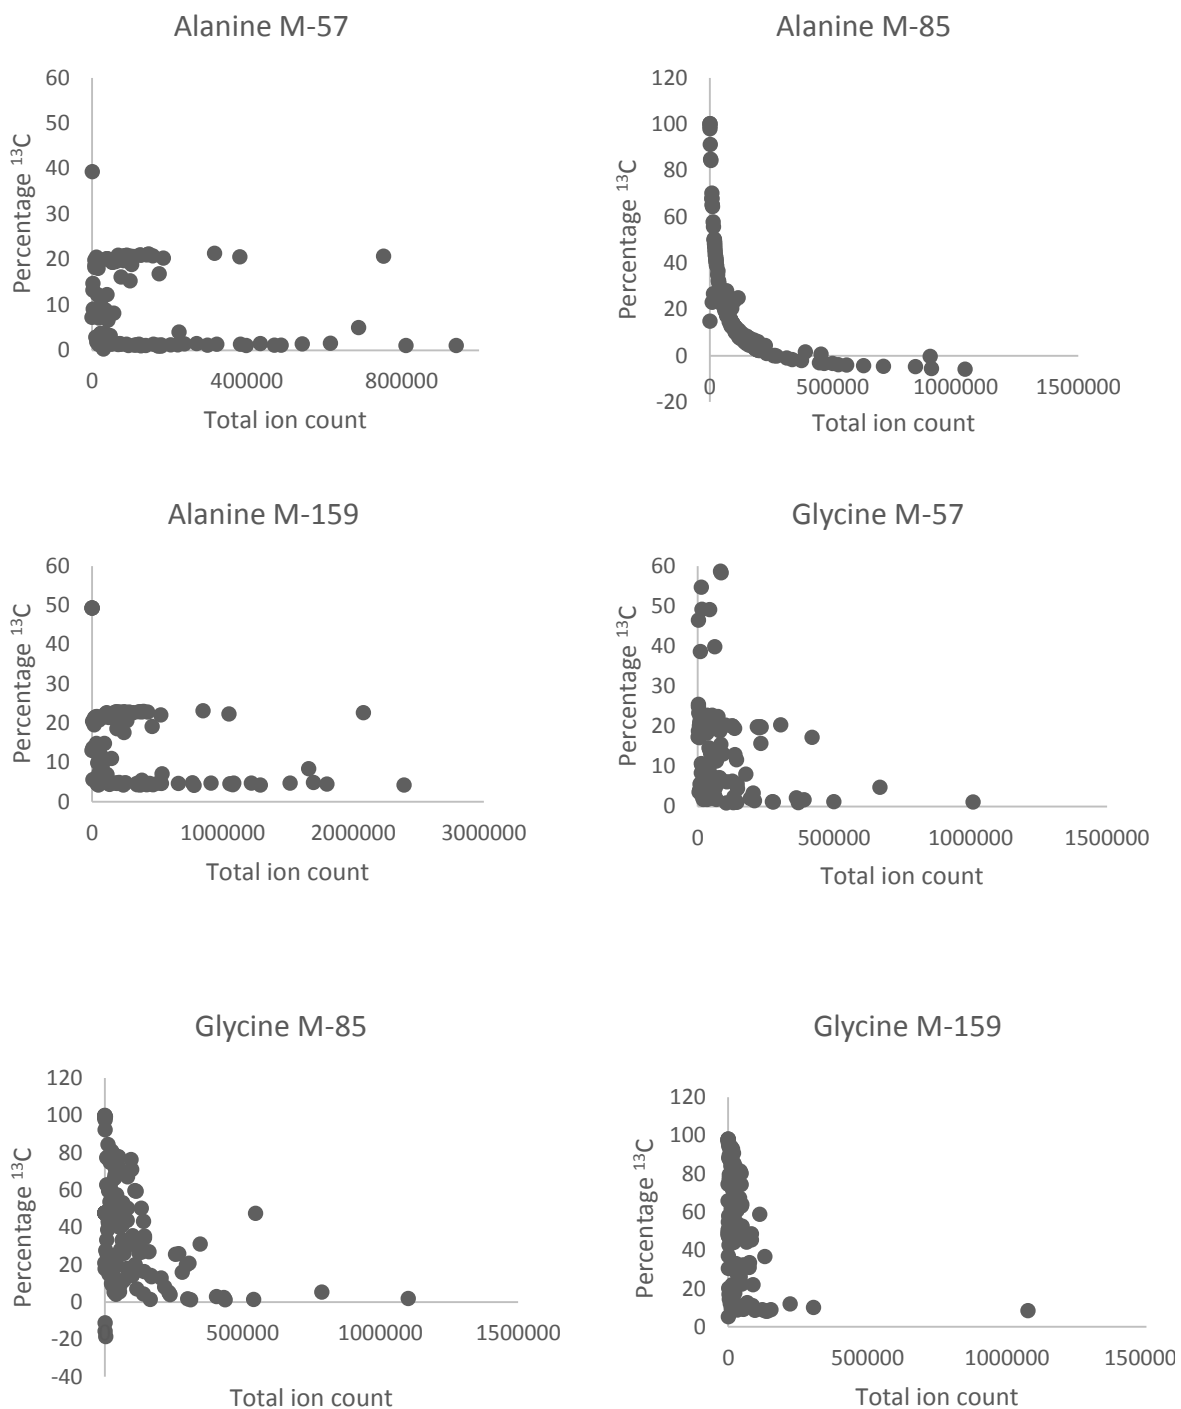 Alanine M-57
60
50
40
30
20
10
0
0 400000 800000
Percentage ¹³C
Total ion count
Alanine M-85
120
100
80
60
40
20
0
-20
0 500000 1000000 1500000
Percentage ¹³C
Total ion count
Alanine M-159
60
50
40
30
20
10
0
0 1000000 2000000 3000000
Percentage ¹³C
Total ion count
Glycine M-57
60
50
40
30
20
10
0
0 500000 1000000 1500000
Percentage ¹³C
Total ion count
Glycine M-85
120
100
80
60
40
20
0
-20
-40
0 500000 1000000 1500000
Percentage ¹³C
Total ion count
Glycine M-159
120
100
80
60
40
20
0
0 500000 1000000 150000
Percentage ¹³C
Total ion count